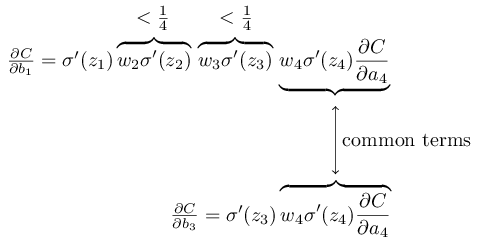 < 1/4 < 1/4
∂C/∂b₁ = σ′(z₁) w₂σ′(z₂) w₃σ′(z₃) w₄σ′(z₄) ∂C/∂a₄
common terms
∂C/∂b₃ = σ′(z₃) w₄σ′(z₄) ∂C/∂a₄